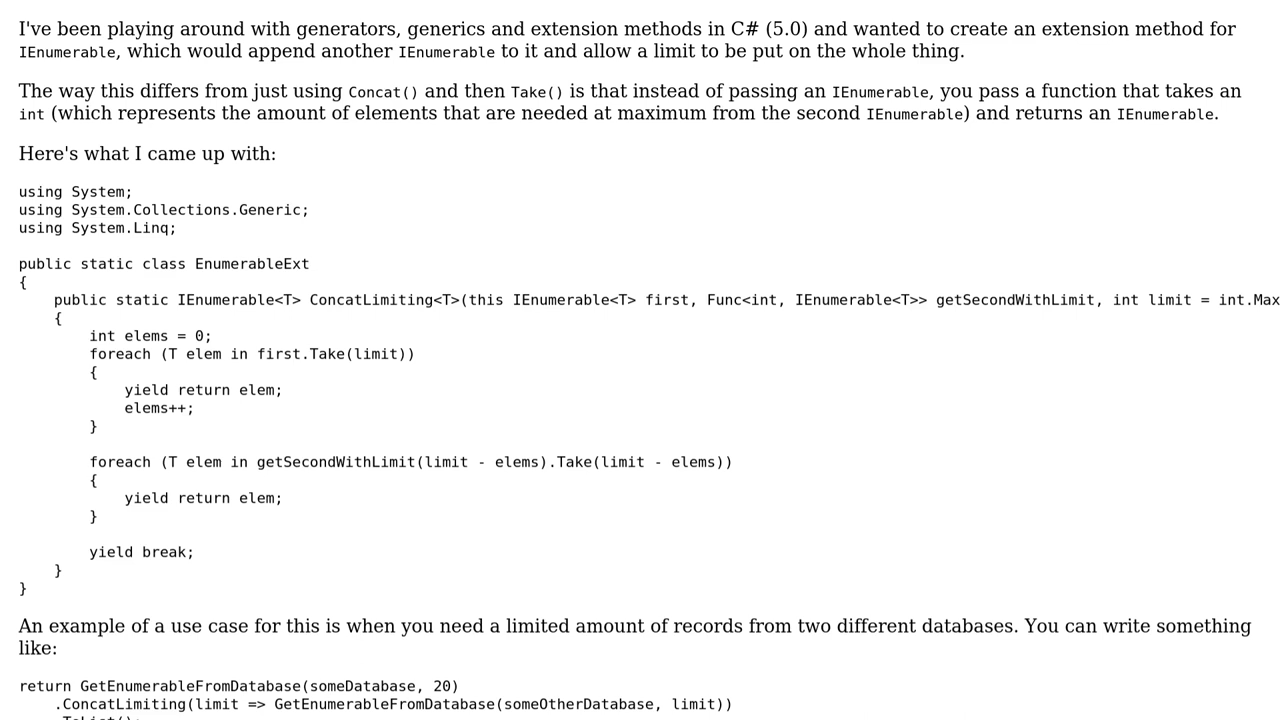 I've been playing around with generators, generics and extension methods in C# (5.0) and wanted to create an extension method for
IEnumerable, which would append another IEnumerable to it and allow a limit to be put on the whole thing.
The way this differs from just using Concat() and then Take() is that instead of passing an IEnumerable, you pass a function that takes an
int (which represents the amount of elements that are needed at maximum from the second IEnumerable) and returns an IEnumerable.
Here's what I came up with:
using System;
using System.Collections.Generic;
using System.Linq;
public static class EnumerableExt
{
    public static IEnumerable<T> ConcatLimiting<T>(this IEnumerable<T> first, Func<int, IEnumerable<T>> getSecondWithLimit, int limit = int.Max
    {
        int elems = 0;
        foreach (T elem in first.Take(limit))
        {
            yield return elem;
            elems++;
        }
        foreach (T elem in getSecondWithLimit(limit - elems).Take(limit - elems))
        {
            yield return elem;
        }
        yield break;
    }
}
An example of a use case for this is when you need a limited amount of records from two different databases. You can write something
like:
return GetEnumerableFromDatabase(someDatabase, 20)
    .ConcatLimiting(limit => GetEnumerableFromDatabase(someOtherDatabase, limit))
    .ToList();